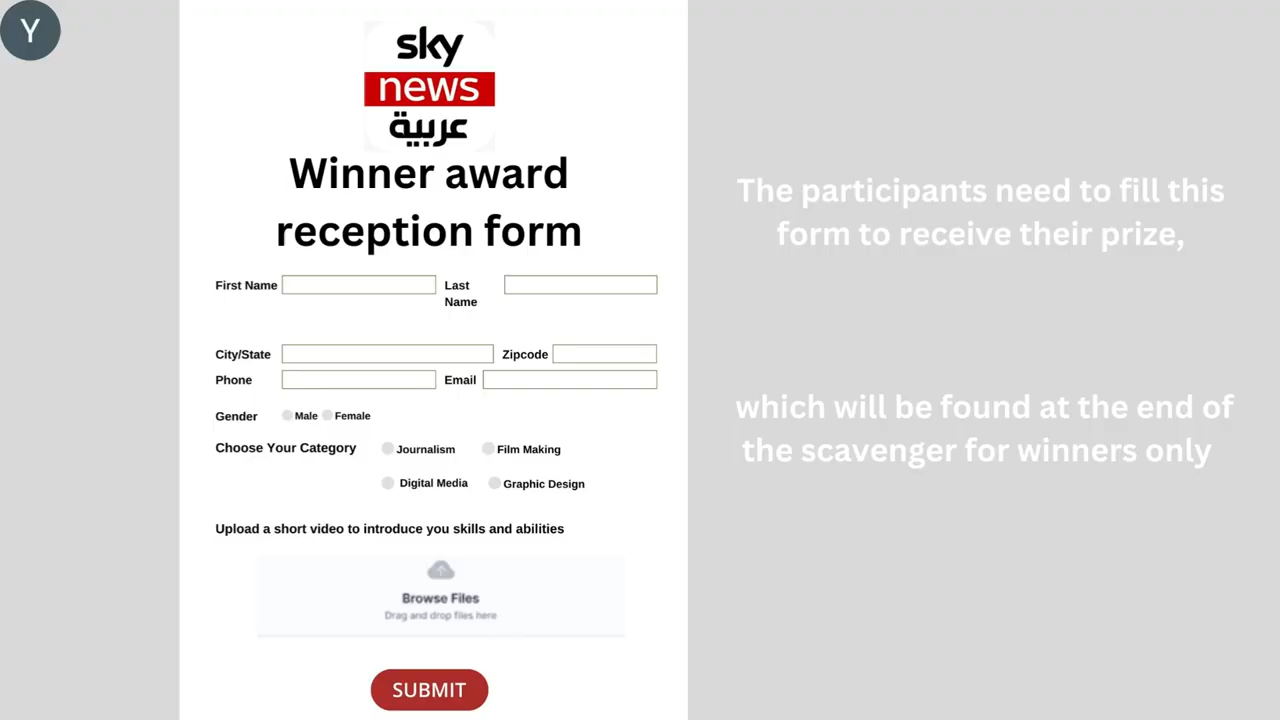 Y
sky
news
عربية
Winner award
reception form
First Name
Last
Name
City/State
Zipcode
Phone
Email
Gender
Male
Female
Choose Your Category
Journalism
Film Making
Digital Media
Graphic Design
Upload a short video to introduce you skills and abilities
Browse Files
Drag and drop files here
SUBMIT
The participants need to fill this
form to receive their prize,
which will be found at the end of
the scavenger for winners only